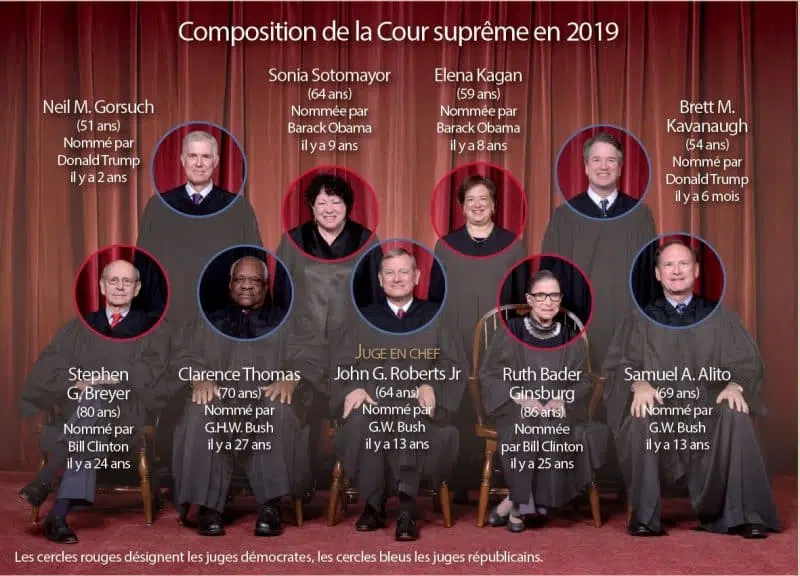 Composition de la Cour suprême en 2019
Neil M. Gorsuch
(51 ans)
Nommé par
Donald Trump
il y a 2 ans
Sonia Sotomayor
(64 ans)
Nommée par
Barack Obama
il y a 9 ans
Elena Kagan
(59 ans)
Nommée par
Barack Obama
il y a 8 ans
Brett M.
Kavanaugh
(54 ans)
Nommé par
Donald Trump
il y a 6 mois
Stephen
G. Breyer
(80 ans)
Nommé par
Bill Clinton
il y a 24 ans
Clarence Thomas
(70 ans)
Nommé par
G.H.W. Bush
il y a 27 ans
JUGE EN CHEF
John G. Roberts Jr
(64 ans)
Nommé par
G.W. Bush
il y a 13 ans
Ruth Bader
Ginsburg
(86 ans)
Nommée
par Bill Clinton
il y a 25 ans
Samuel A. Alito
(69 ans)
Nommé par
G.W. Bush
il y a 13 ans
Les cercles rouges désignent les juges démocrates, les cercles bleus les juges républicains.